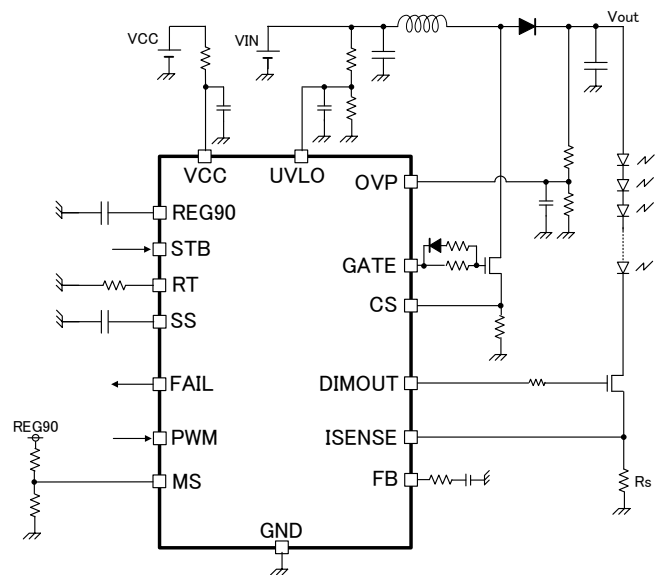 VCC
VIN
Vout
VCC
UVLO
OVP
REG90
STB
GATE
RT
CS
SS
FAIL
DIMOUT
REG90
PWM
ISENSE
MS
FB
Rs
GND